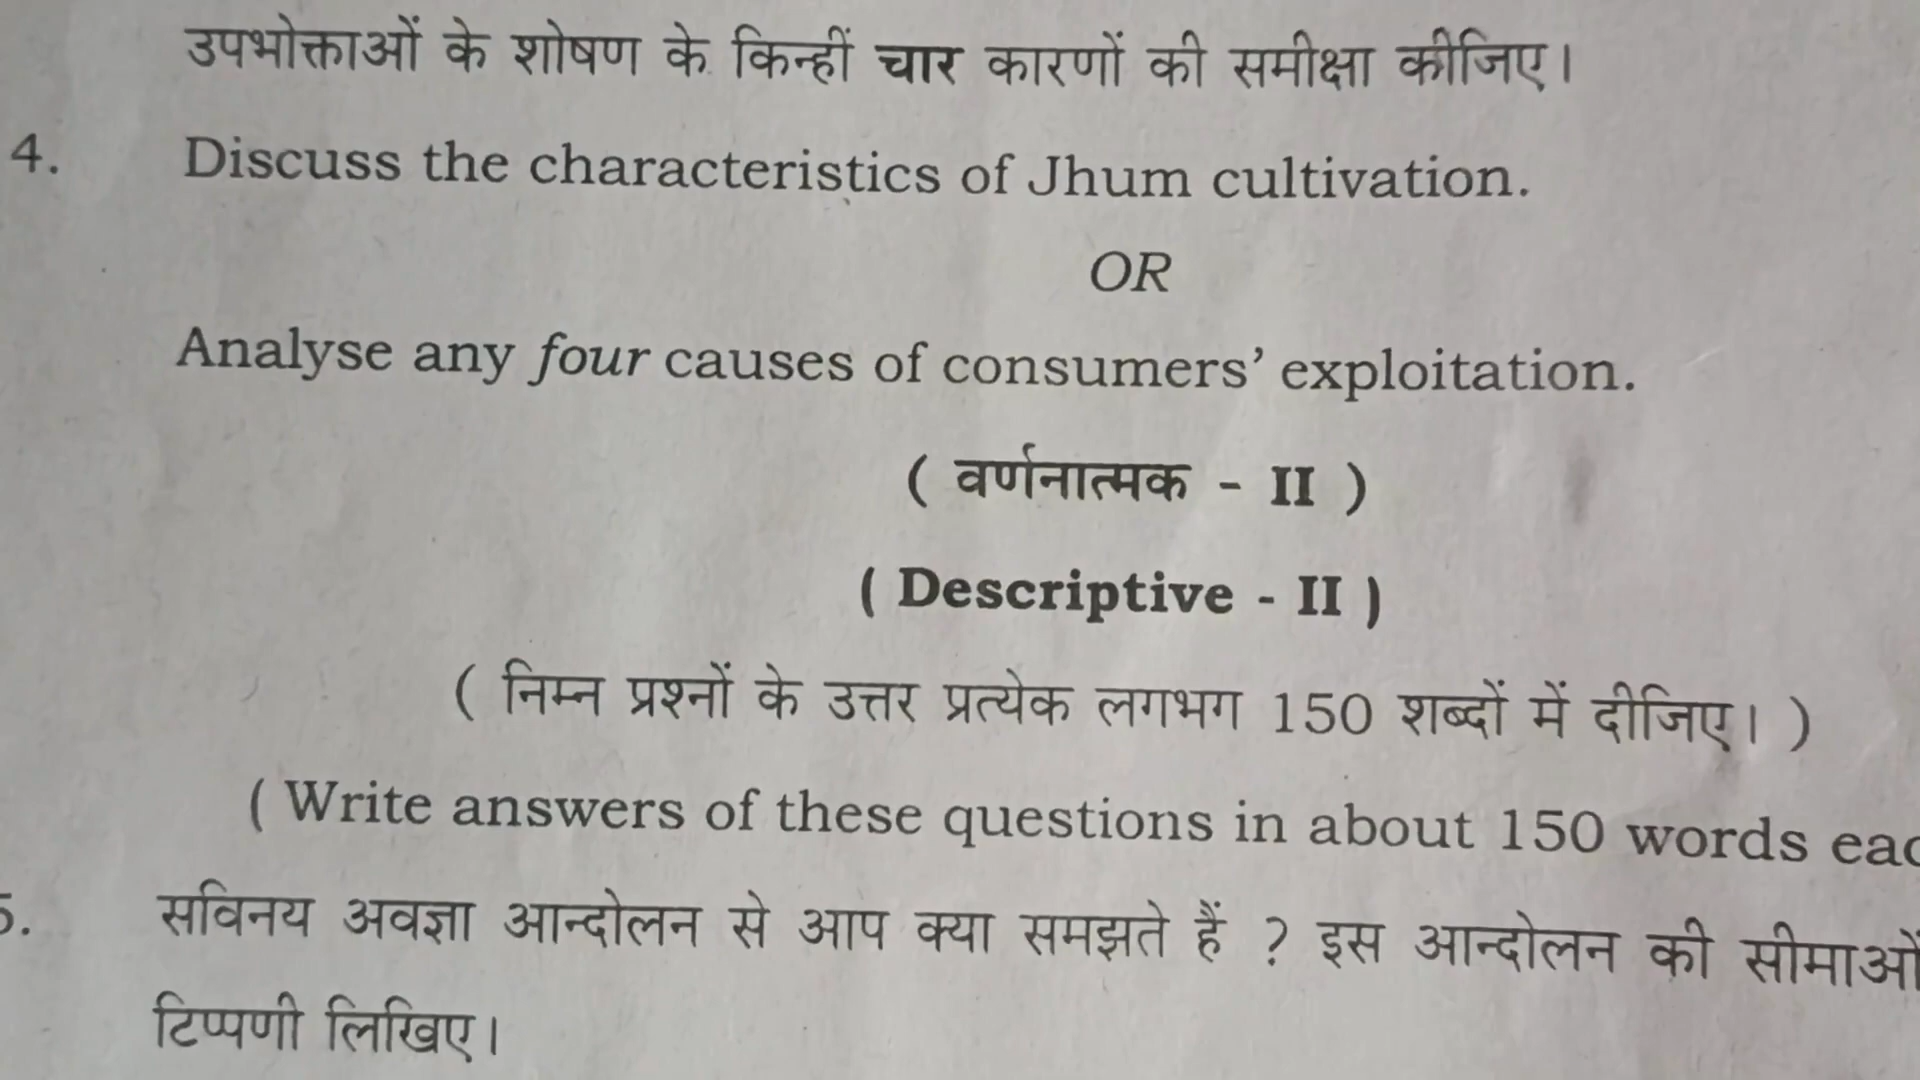 उपभोक्ताओं के शोषण के किन्हीं चार कारणों की समीक्षा कीजिए।
4. Discuss the characteristics of Jhum cultivation.
OR
Analyse any four causes of consumers’ exploitation.
( वर्णनात्मक - II )
( Descriptive - II )
( निम्न प्रश्नों के उत्तर प्रत्येक लगभग 150 शब्दों में दीजिए। )
( Write answers of these questions in about 150 words
सविनय अवज्ञा आन्दोलन से आप क्या समझते हैं ? इस आन्दोलन की सीमाओं
टिप्पणी लिखिए।